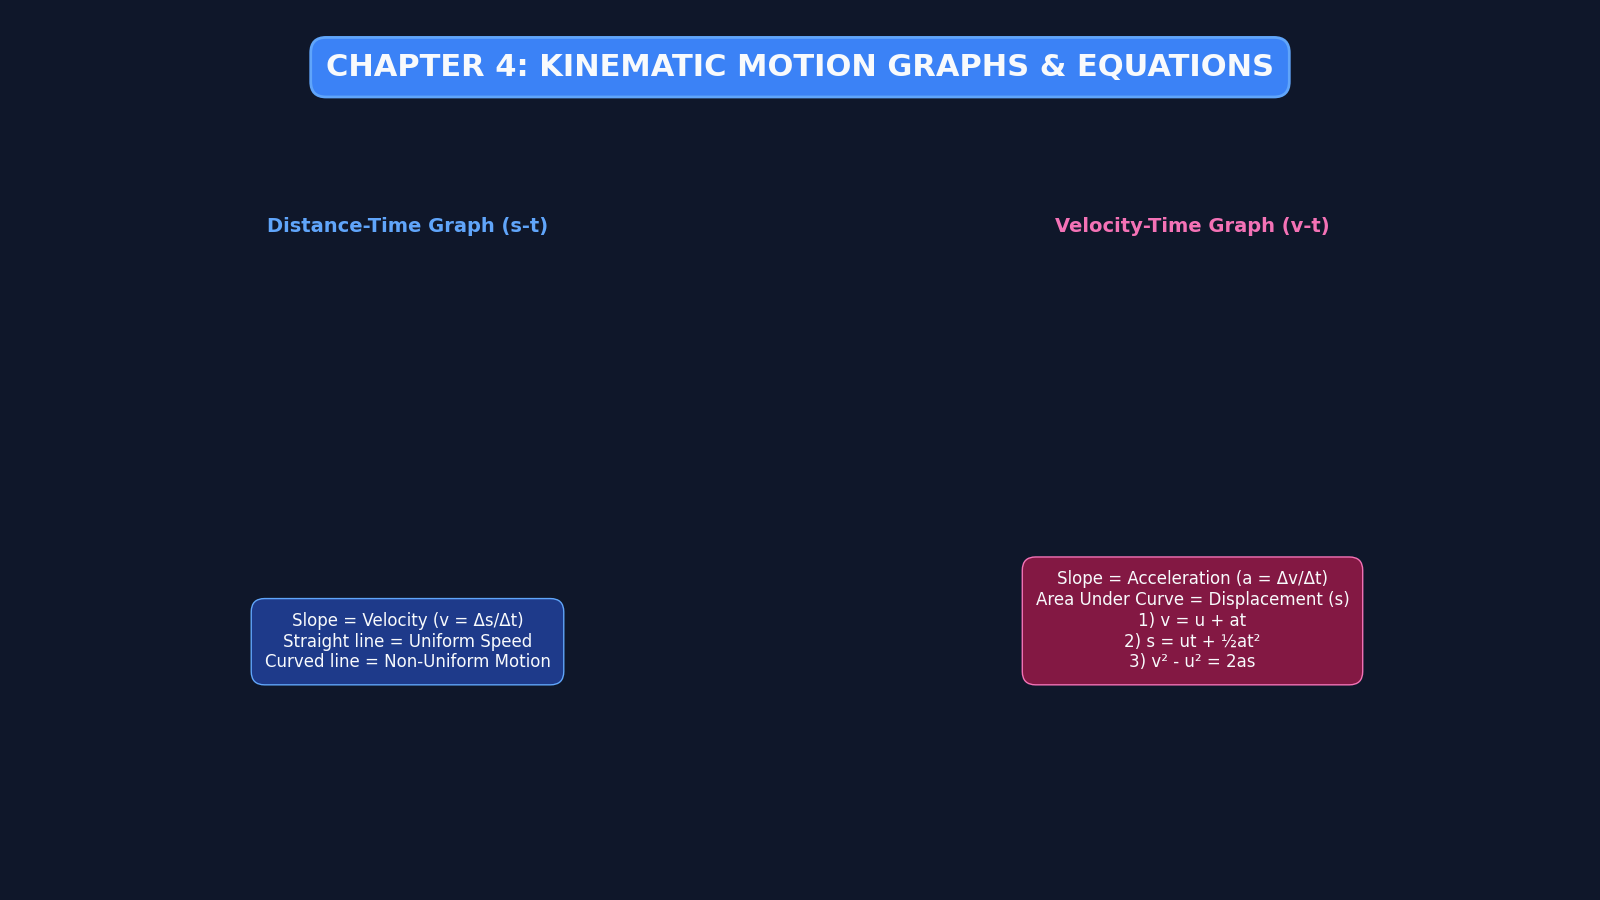 CHAPTER 4: KINEMATIC MOTION GRAPHS & EQUATIONS
Distance-Time Graph (s-t)
Slope = Velocity (v = Δs/Δt)
Straight line = Uniform Speed
Curved line = Non-Uniform Motion
Velocity-Time Graph (v-t)
Slope = Acceleration (a = Δv/Δt)
Area Under Curve = Displacement (s)
1) v = u + at
2) s = ut + ½at²
3) v² - u² = 2as